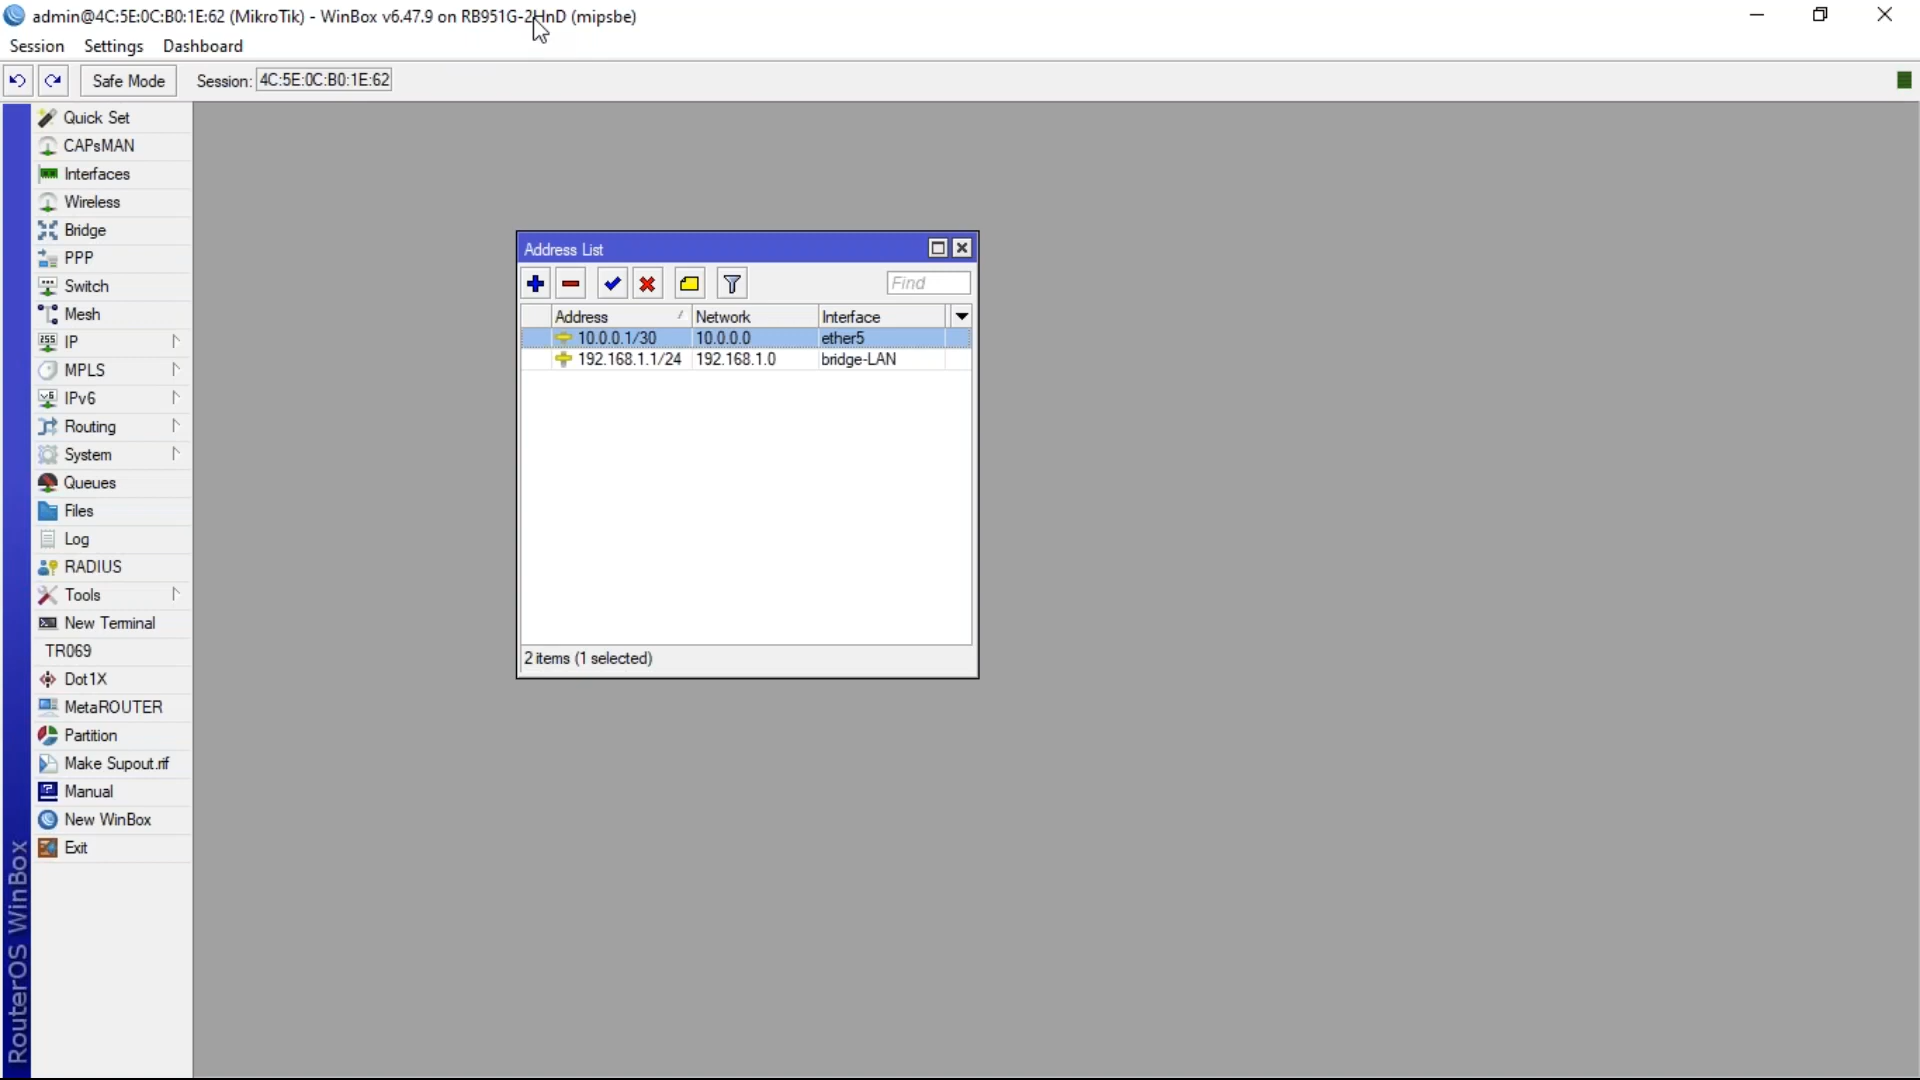 admin@4C:5E:0C:B0:1E:62 (MikroTik) - WinBox v6.47.9 on RB951G-2HnD (mipsbe)
Session Settings Dashboard
Safe Mode Session: 4C:5E:0C:B0:1E:62
Quick Set
CAPsMAN
Interfaces
Wireless
Bridge
PPP
Switch
Mesh
IP
MPLS
IPv6
Routing
System
Queues
Files
Log
RADIUS
Tools
New Terminal
TR069
Dot1X
MetaROUTER
Partition
Make Supout.rif
Manual
New WinBox
Exit
RouterOS WinBox
Address List
Find
Address Network Interface
10.0.0.1/30 10.0.0.0 ether5
192.168.1.1/24 192.168.1.0 bridge-LAN
2 items (1 selected)